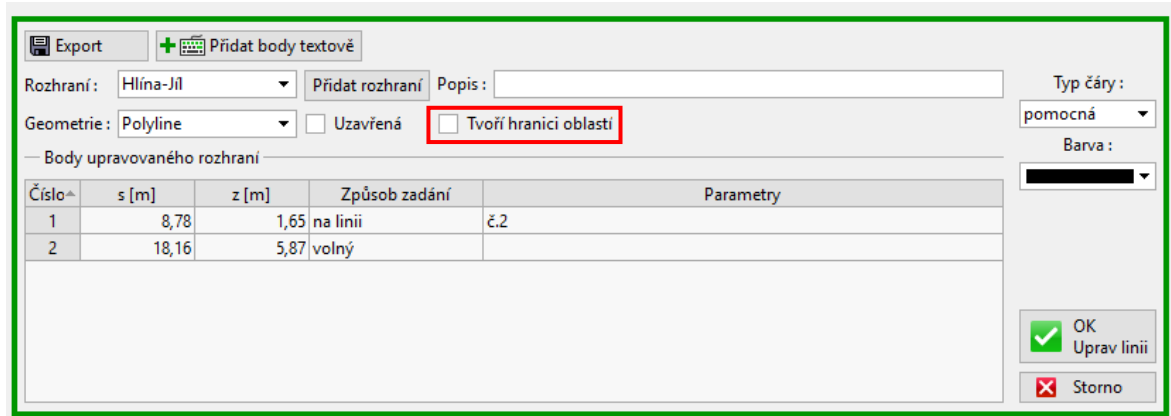 Export Přidat body textově
Rozhraní : Hlína-Jíl Přidat rozhraní Popis : Typ čáry :
Geometrie : Polyline Uzavřená Tvoří hranici oblastí pomocná
Barva :
Body upravovaného rozhraní
Číslo s [m] z [m] Způsob zadání Parametry
1 8,78 1,65 na linii č.2
2 18,16 5,87 volný
OK
Uprav linii
Storno